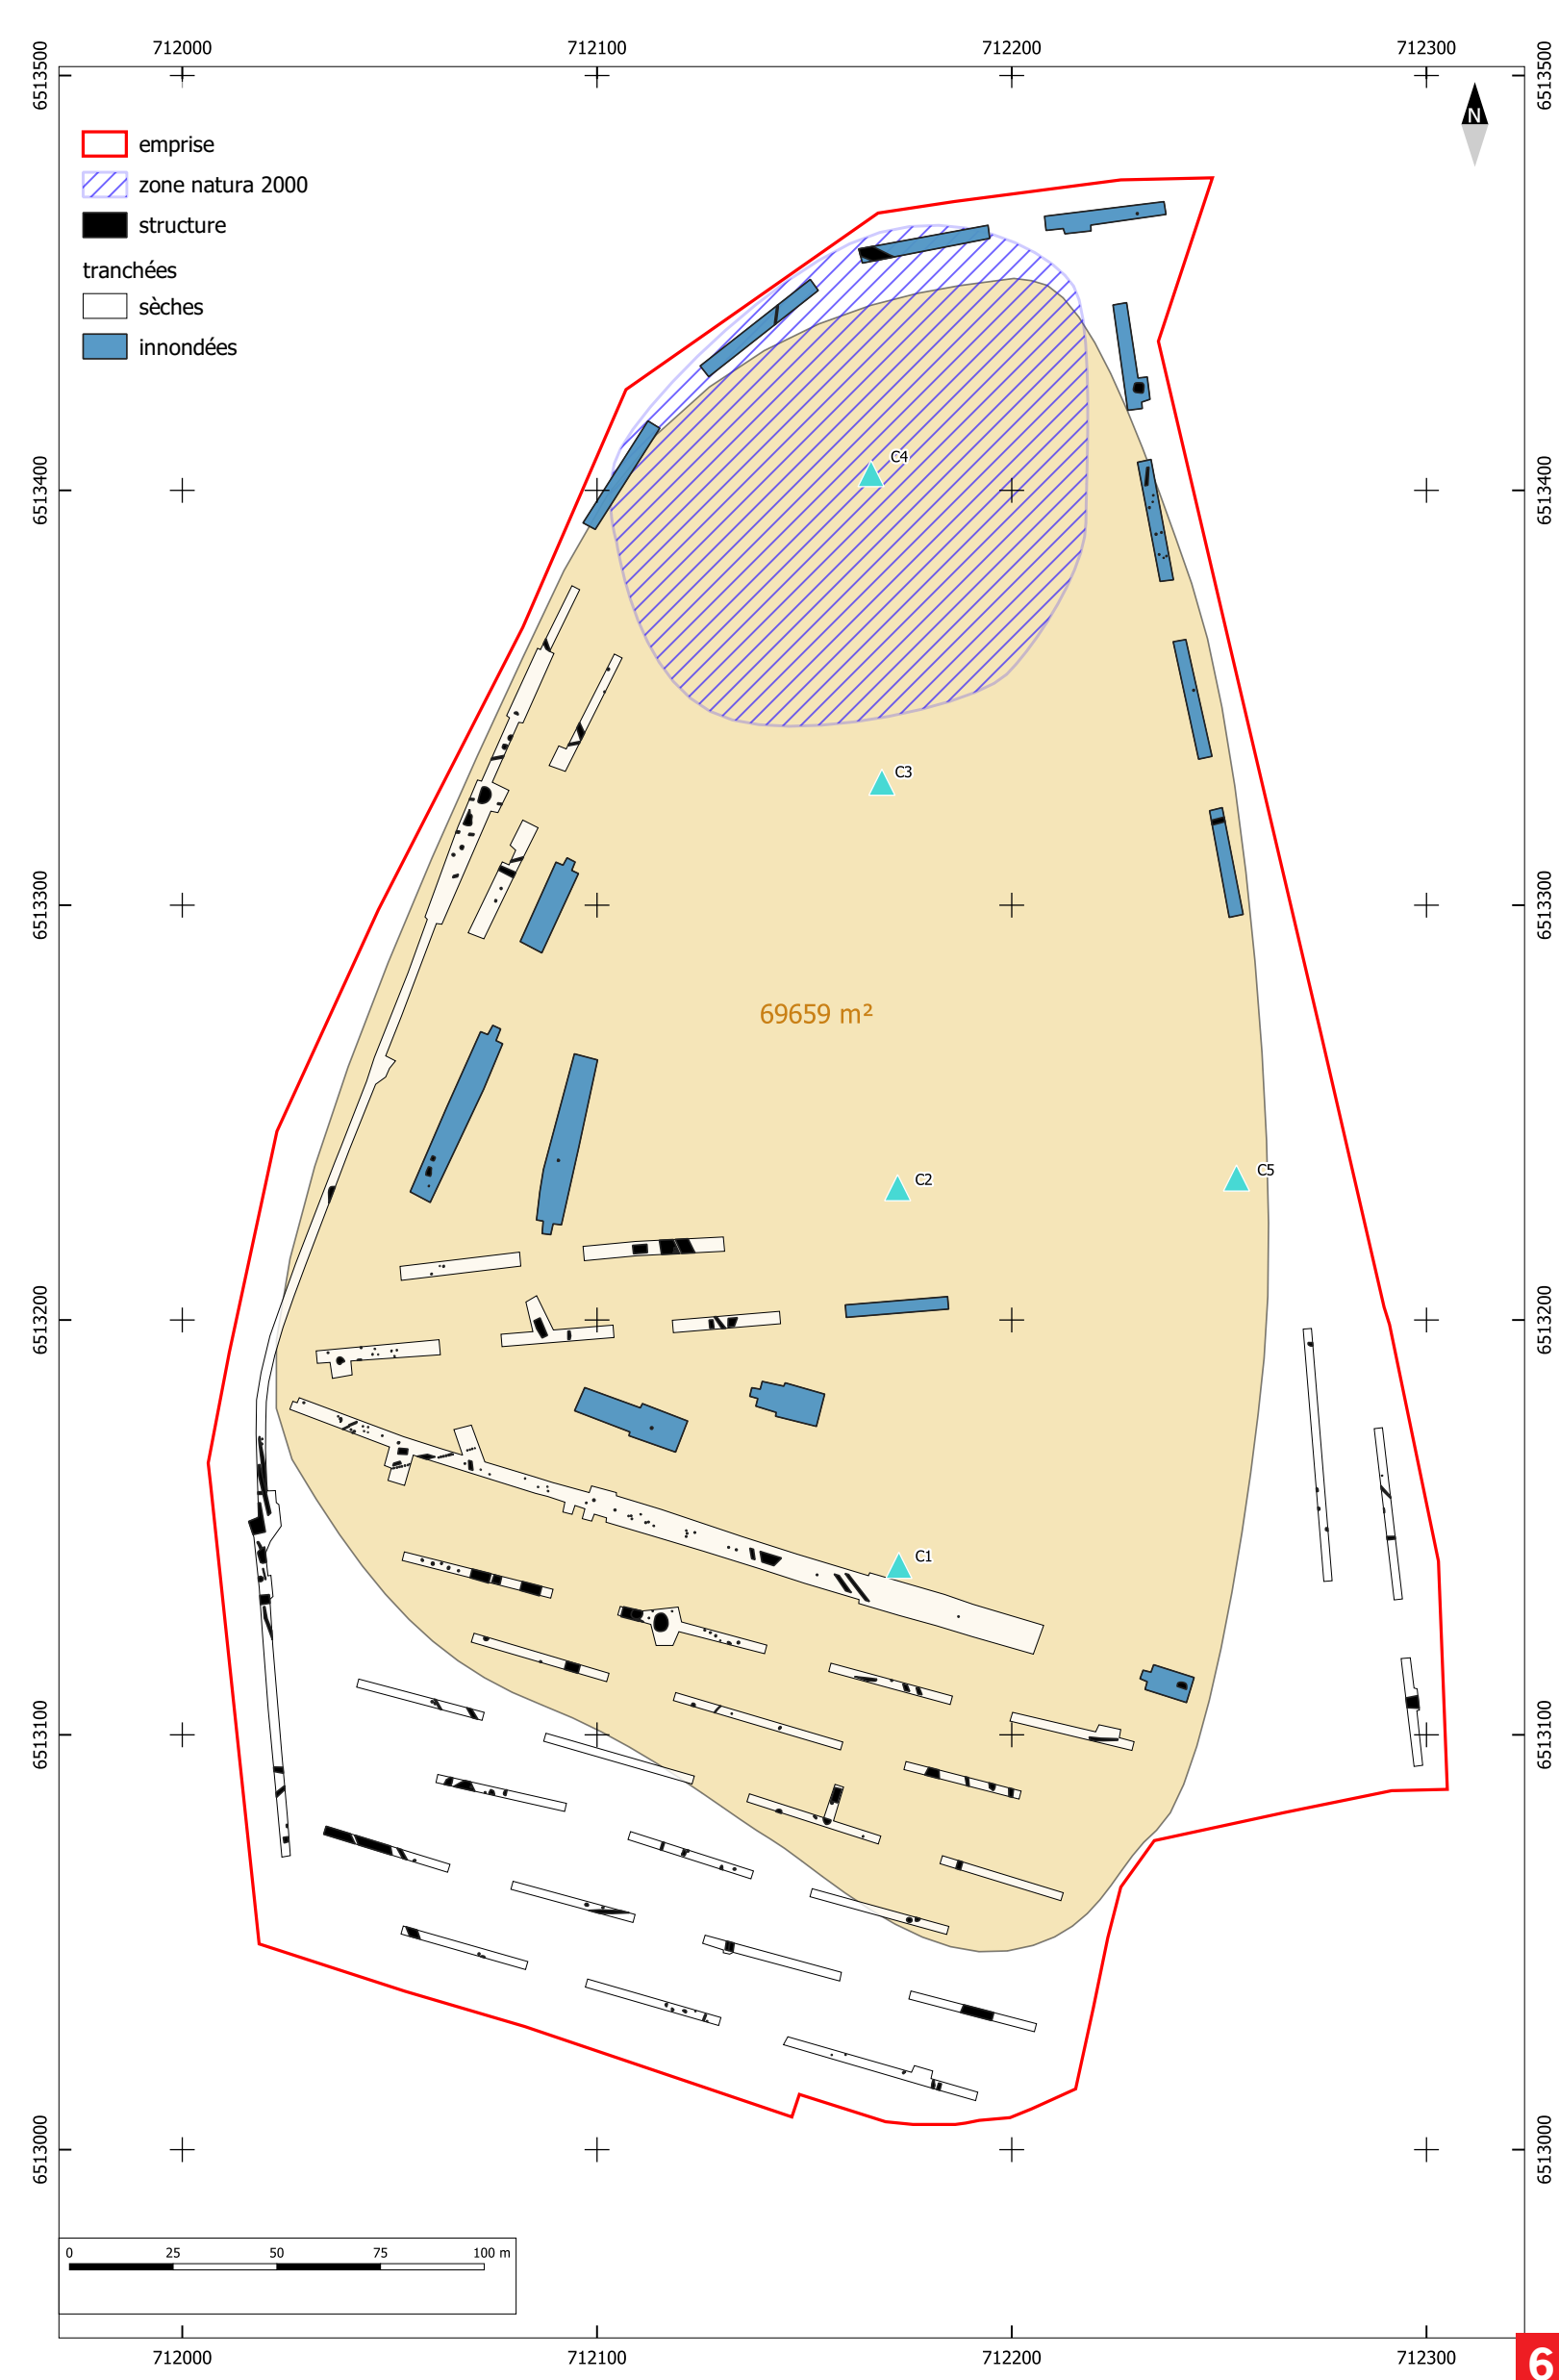 712000 712100 712200 712300
6513500 6513500
N
emprise
zone natura 2000
structure
tranchées
sèches
innondées
C4
6513400 6513400
C3
6513300 6513300
69659 m²
C2 C5
6513200 6513200
C1
6513100 6513100
6513000 6513000
0 25 50 75 100 m
712000 712100 712200 712300
6